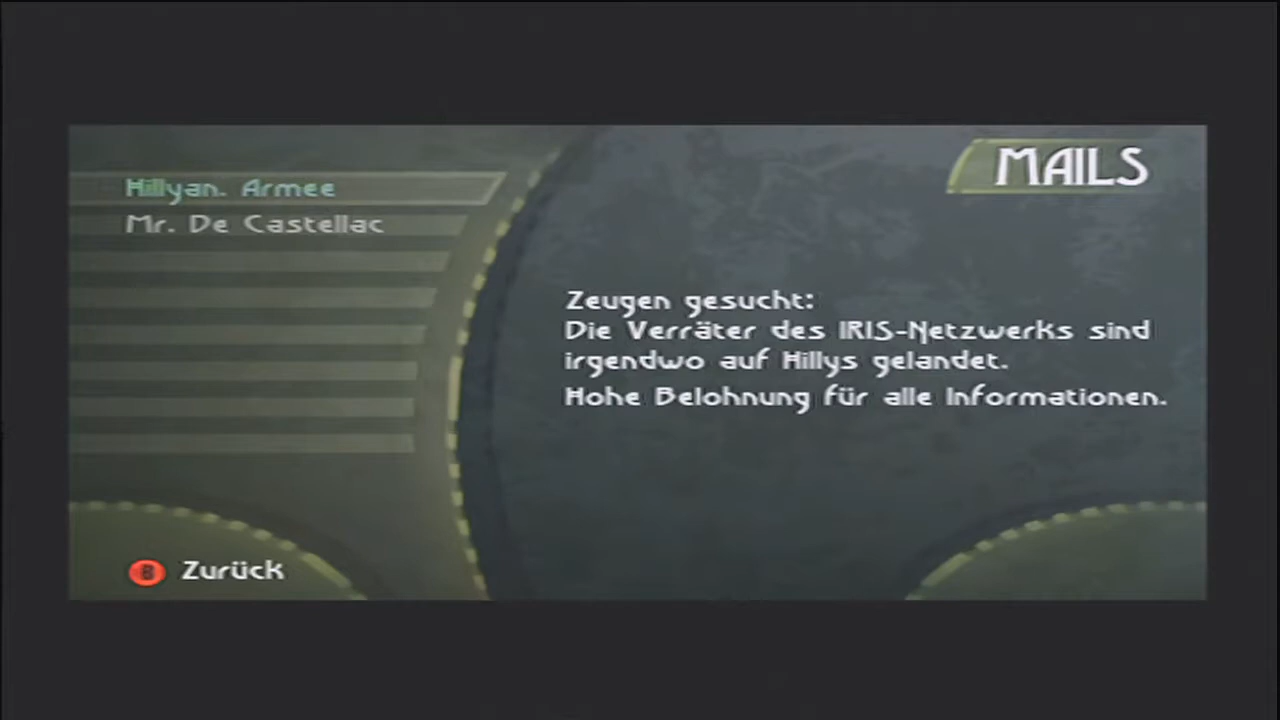 MAILS
Hillyan. Armee
Mr. De Castellac
Zeugen gesucht:
Die Verräter des IRIS-Netzwerks sind
irgendwo auf Hillys gelandet.
Hohe Belohnung für alle Informationen.
B Zurück